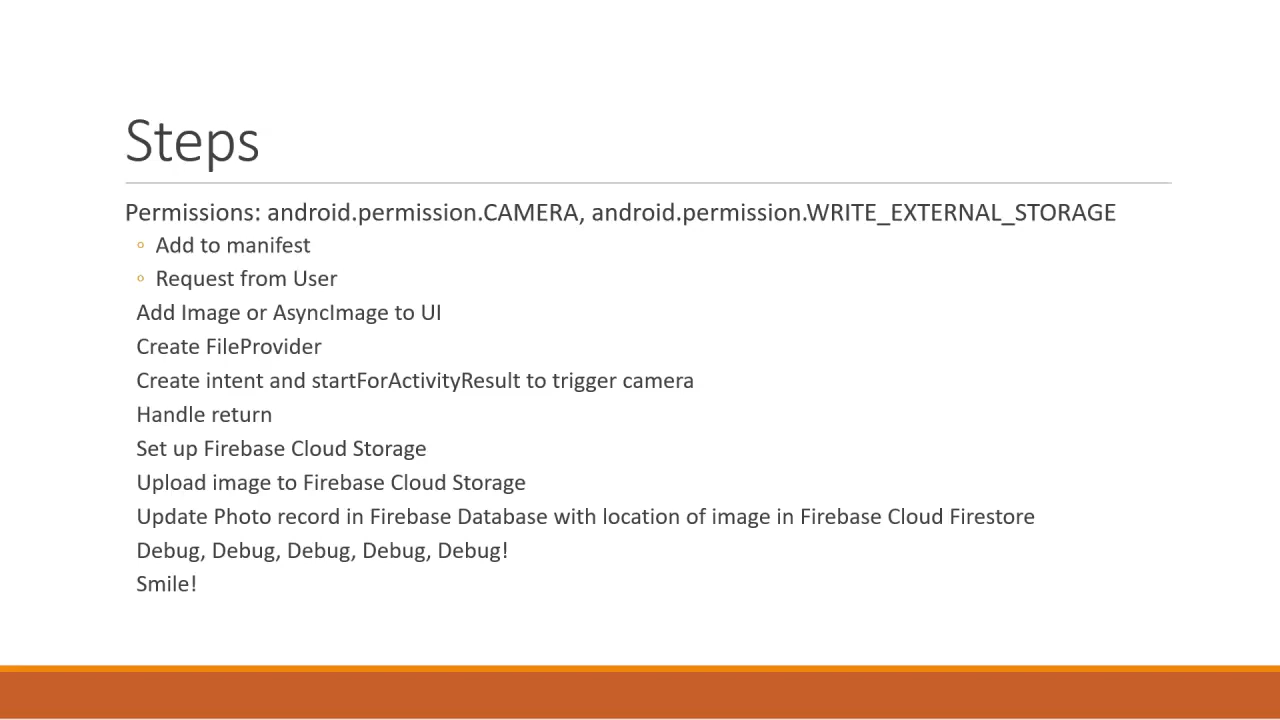 Steps
Permissions: android.permission.CAMERA, android.permission.WRITE_EXTERNAL_STORAGE
◦ Add to manifest
◦ Request from User
Add Image or AsyncImage to UI
Create FileProvider
Create intent and startForActivityResult to trigger camera
Handle return
Set up Firebase Cloud Storage
Upload image to Firebase Cloud Storage
Update Photo record in Firebase Database with location of image in Firebase Cloud Firestore
Debug, Debug, Debug, Debug, Debug!
Smile!